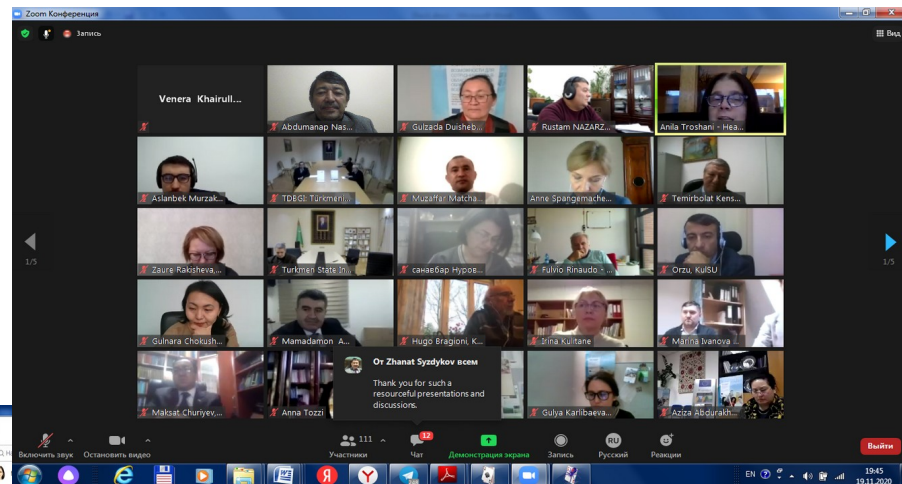 Zoom Конференция
Запись
Вид
Venera Khairull...
Abdumanap Nas...
Gulzada Duisheb...
Rustam NAZARZ...
Anila Troshani - Hea...
Aslanbek Murzak...
TDBGI: Türkmeni...
Muzaffar Matcha...
Anne Spangemache...
Temirbolat Kens...
1/5
1/5
Zaure Rakisheva,...
Turkmen State In...
санавбар Нуров...
Fulvio Rinaudo - ...
Orzu, KulSU
Gulnara Chokush...
Mamadamon A...
Hugo Bragioni, K...
Irina Kulitane
Marina Ivanova ...
Maksat Churiyev,...
Anna Tozzi
От Zhanat Syzdykov всем
Thank you for such a
resourceful presentations and
discussions.
Gulya Karlibaeva...
Aziza Abdurakh...
111
12
RU
Включить звук
Остановить видео
Участники
Чат
Демонстрация экрана
Запись
Русский
Реакции
Выйти
EN
19:45
19.11.2020